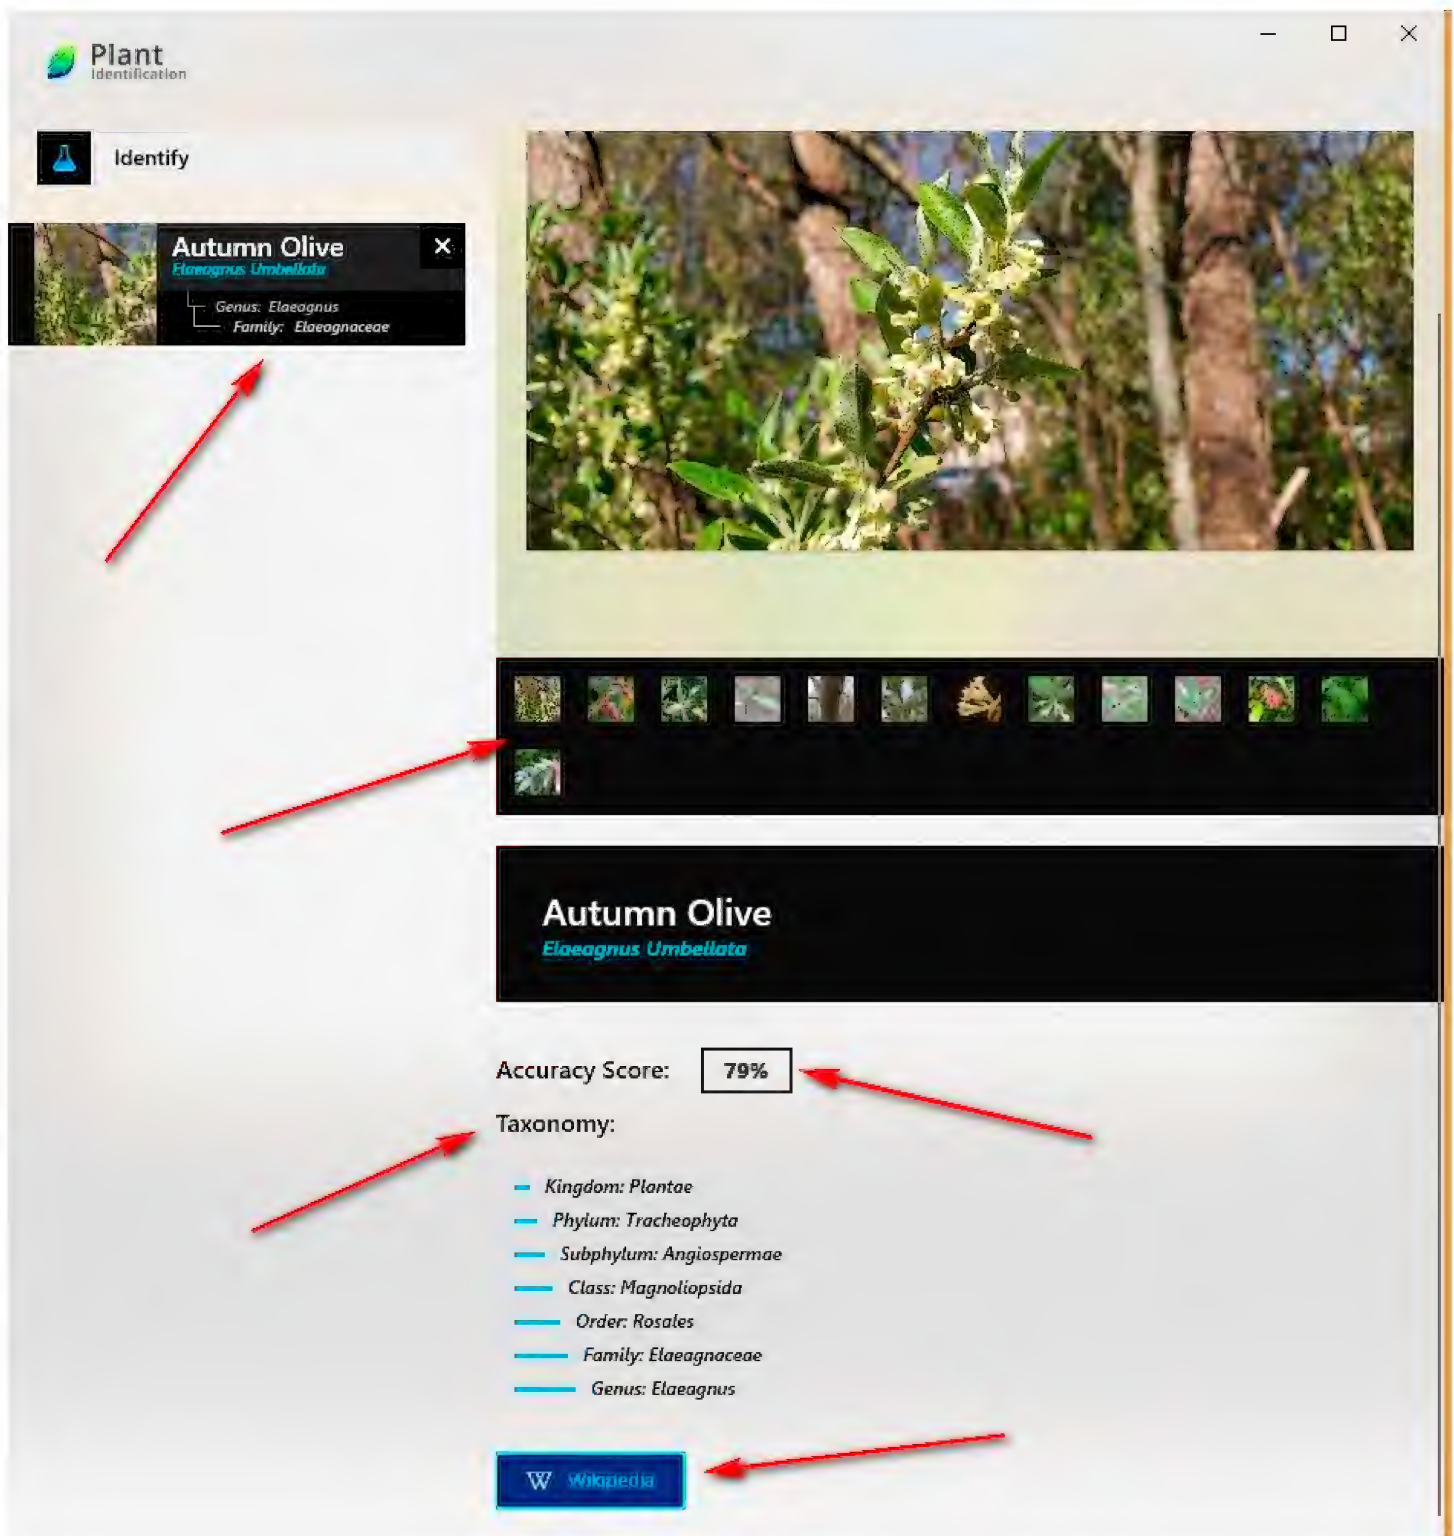 Plant
Identification
Identify
Autumn Olive
Elaeagnus Umbellata
Genus: Elaeagnus
Family: Elaeagnaceae
Autumn Olive
Elaeagnus Umbellata
Accuracy Score: 79%
Taxonomy:
Kingdom: Plantae
Phylum: Tracheophyta
Subphylum: Angiospermae
Class: Magnoliopsida
Order: Rosales
Family: Elaeagnaceae
Genus: Elaeagnus
W Wikipedia